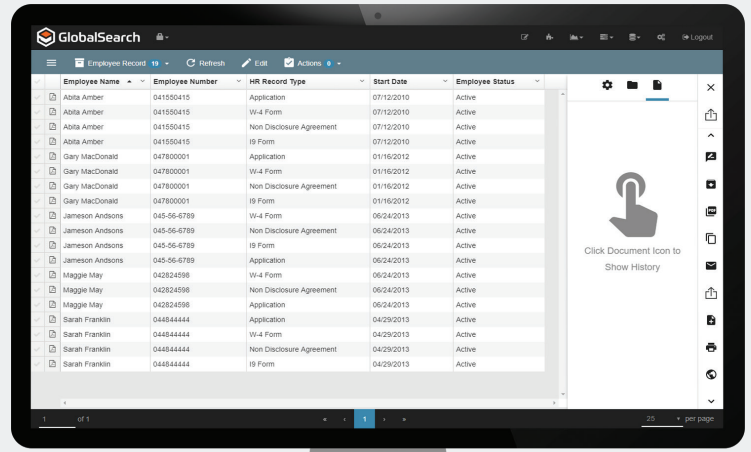 GlobalSearch Logout
Employee Record 19 Refresh Edit Actions 0
Employee Name Employee Number HR Record Type Start Date Employee Status
Abita Amber 041550415 Application 07/12/2010 Active
Abita Amber 041550415 W-4 Form 07/12/2010 Active
Abita Amber 041550415 Non Disclosure Agreement 07/12/2010 Active
Abita Amber 041550415 I9 Form 07/12/2010 Active
Gary MacDonald 047800001 Application 01/16/2012 Active
Gary MacDonald 047800001 W-4 Form 01/16/2012 Active
Gary MacDonald 047800001 Non Disclosure Agreement 01/16/2012 Active
Gary MacDonald 047800001 I9 Form 01/16/2012 Active
Jameson Andsons 045-56-6789 W-4 Form 06/24/2013 Active
Jameson Andsons 045-56-6789 Non Disclosure Agreement 06/24/2013 Active
Jameson Andsons 045-56-6789 I9 Form 06/24/2013 Active
Jameson Andsons 045-56-6789 Application 06/24/2013 Active
Maggie May 042824598 W-4 Form 06/24/2013 Active
Maggie May 042824598 Non Disclosure Agreement 06/24/2013 Active
Maggie May 042824598 Application 06/24/2013 Active
Sarah Franklin 044844444 Application 04/29/2013 Active
Sarah Franklin 044844444 W-4 Form 04/29/2013 Active
Sarah Franklin 044844444 Non Disclosure Agreement 04/29/2013 Active
Sarah Franklin 044844444 I9 Form 04/29/2013 Active
Click Document Icon to
Show History
PDF
1 of 1 « ‹ 1 › » 25 per page